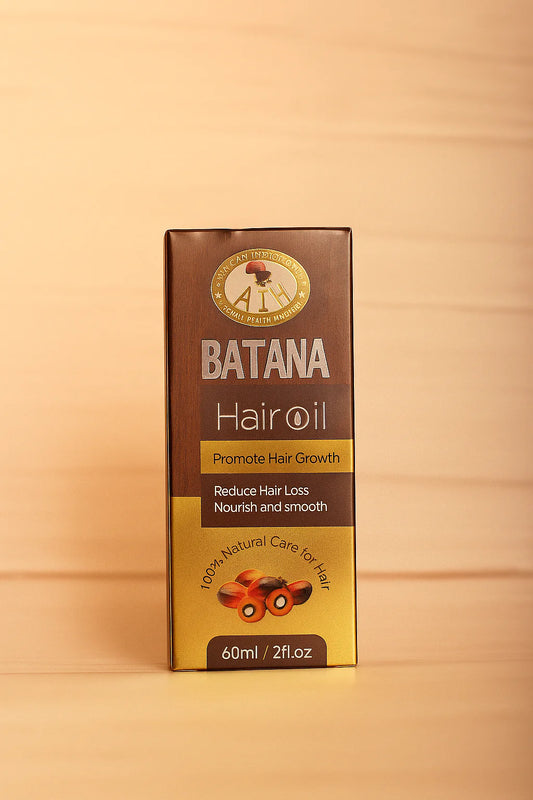 AIH
BATANA
Hair Oil
Promote Hair Growth
Reduce Hair Loss
Nourish and smooth
100% Natural Care for Hair
60ml / 2fl.oz